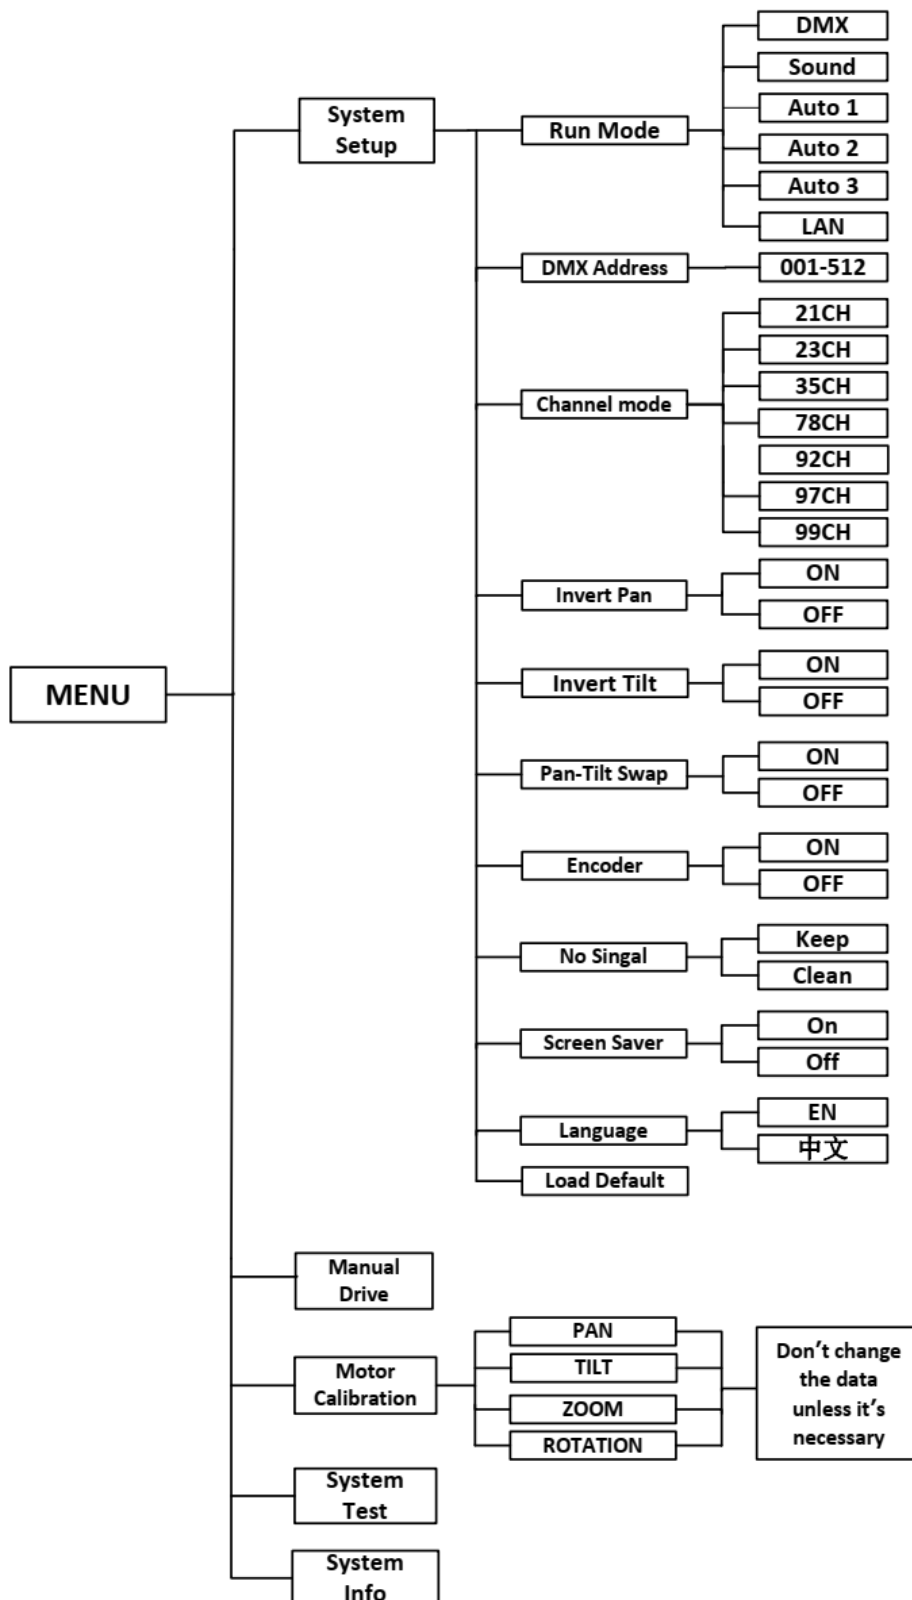 MENU
System
Setup
Run Mode
DMX
Sound
Auto 1
Auto 2
Auto 3
LAN
DMX Address
001-512
Channel mode
21CH
23CH
35CH
78CH
92CH
97CH
99CH
Invert Pan
ON
OFF
Invert Tilt
ON
OFF
Pan-Tilt Swap
ON
OFF
Encoder
ON
OFF
No Singal
Keep
Clean
Screen Saver
On
Off
Language
EN
中文
Load Default
Manual
Drive
Motor
Calibration
PAN
TILT
ZOOM
ROTATION
Don't change
the data
unless it's
necessary
System
Test
System
Info